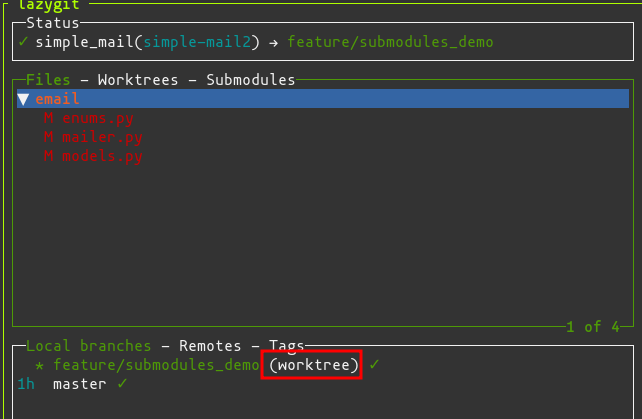 lazygit
Status
✓ simple_mail(simple-mail2) → feature/submodules_demo
Files - Worktrees - Submodules
▼ email
M enums.py
M mailer.py
M models.py
1 of 4
Local branches - Remotes - Tags
* feature/submodules_demo (worktree) ✓
1h master ✓